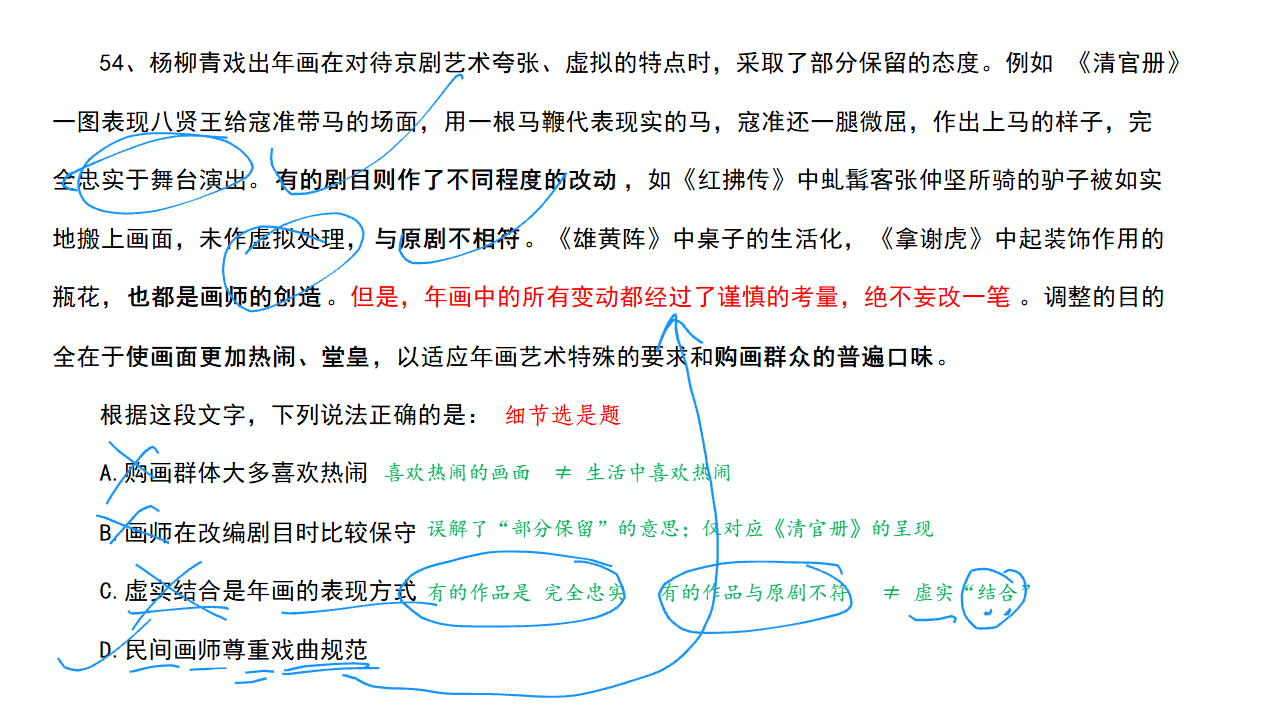 54、杨柳青戏出年画在对待京剧艺术夸张、虚拟的特点时，采取了部分保留的态度。例如 《清官册》
一图表现八贤王给寇准带马的场面，用一根马鞭代表现实的马，寇准还一腿微屈，作出上马的样子，完
全忠实于舞台演出。有的剧目则作了不同程度的改动，如《红拂传》中虬髯客张仲坚所骑的驴子被如实
地搬上画面，未作虚拟处理，与原剧不相符。《雄黄阵》中桌子的生活化，《拿谢虎》中起装饰作用的
瓶花，也都是画师的创造。但是，年画中的所有变动都经过了谨慎的考量，绝不妄改一笔。调整的目的
全在于使画面更加热闹、堂皇，以适应年画艺术特殊的要求和购画群众的普遍口味。
根据这段文字，下列说法正确的是： 细节选是题
A.购画群体大多喜欢热闹 喜欢热闹的画面 ≠ 生活中喜欢热闹
B.画师在改编剧目时比较保守 误解了“部分保留”的意思；仅对应《清官册》的呈现
C.虚实结合是年画的表现方式 有的作品是 完全忠实 有的作品与原剧不符 ≠ 虚实“结合”
D.民间画师尊重戏曲规范